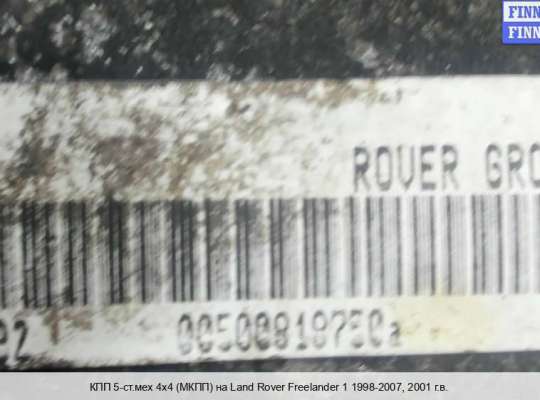 FINN
FINN
ROVER GRO
92
00500819750a
КПП 5-ст.мех 4x4 (МКПП) на Land Rover Freelander 1 1998-2007, 2001 г.в.